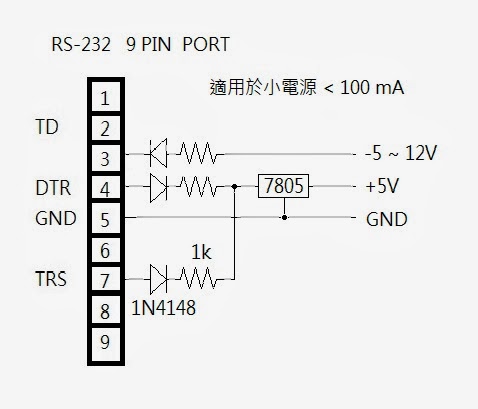 RS-232 9 PIN PORT
適用於小電源 < 100 mA
1
TD 2
3 -5 ~ 12V
DTR 4 7805 +5V
GND 5 GND
6
1k
TRS 7
8 1N4148
9